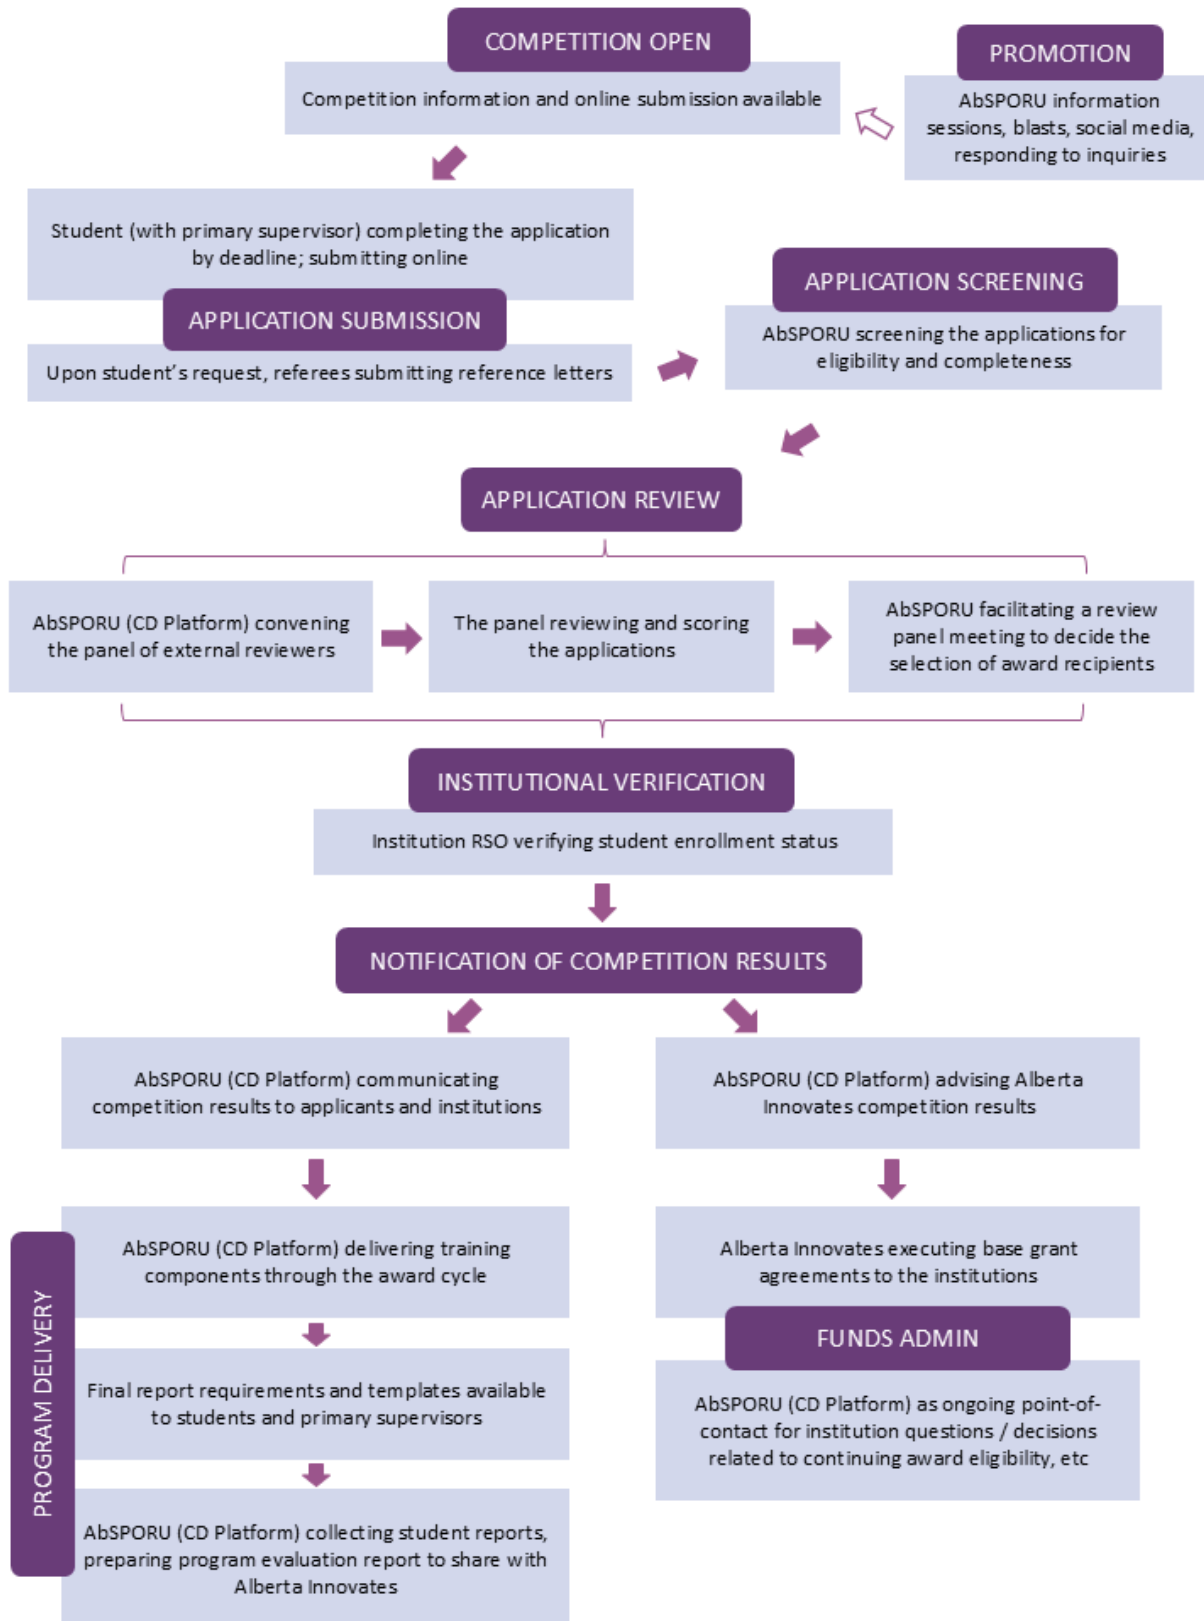 COMPETITION OPEN
Competition information and online submission available
PROMOTION
AbSPORU information
sessions, blasts, social media,
responding to inquiries
Student (with primary supervisor) completing the application
by deadline; submitting online
APPLICATION SUBMISSION
Upon student's request, referees submitting reference letters
APPLICATION SCREENING
AbSPORU screening the applications for
eligibility and completeness
APPLICATION REVIEW
AbSPORU (CD Platform) convening
the panel of external reviewers
The panel reviewing and scoring
the applications
AbSPORU facilitating a review
panel meeting to decide the
selection of award recipients
INSTITUTIONAL VERIFICATION
Institution RSO verifying student enrollment status
NOTIFICATION OF COMPETITION RESULTS
AbSPORU (CD Platform) communicating
competition results to applicants and institutions
AbSPORU (CD Platform) advising Alberta
Innovates competition results
PROGRAM DELIVERY
AbSPORU (CD Platform) delivering training
components through the award cycle
Final report requirements and templates available
to students and primary supervisors
AbSPORU (CD Platform) collecting student reports,
preparing program evaluation report to share with
Alberta Innovates
Alberta Innovates executing base grant
agreements to the institutions
FUNDS ADMIN
AbSPORU (CD Platform) as ongoing point-of-
contact for institution questions / decisions
related to continuing award eligibility, etc